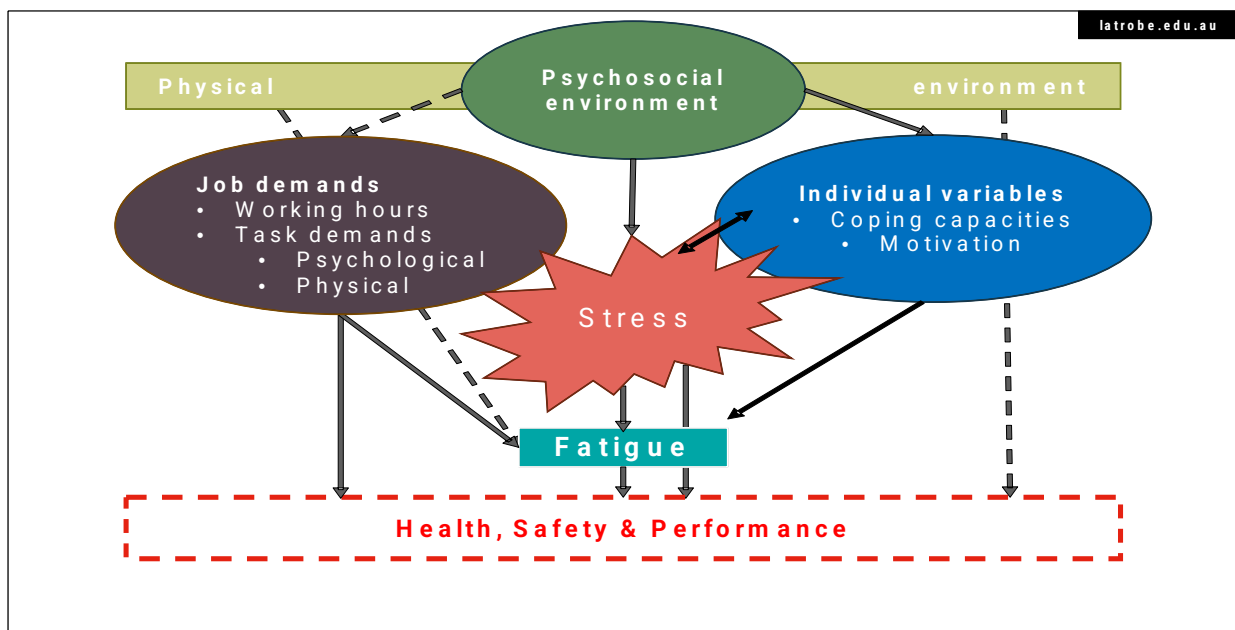 latrobe.edu.au
Physical
Psychosocial
environment
environment
Job demands
• Working hours
• Task demands
• Psychological
• Physical
Individual variables
• Coping capacities
• Motivation
Stress
Fatigue
Health, Safety & Performance